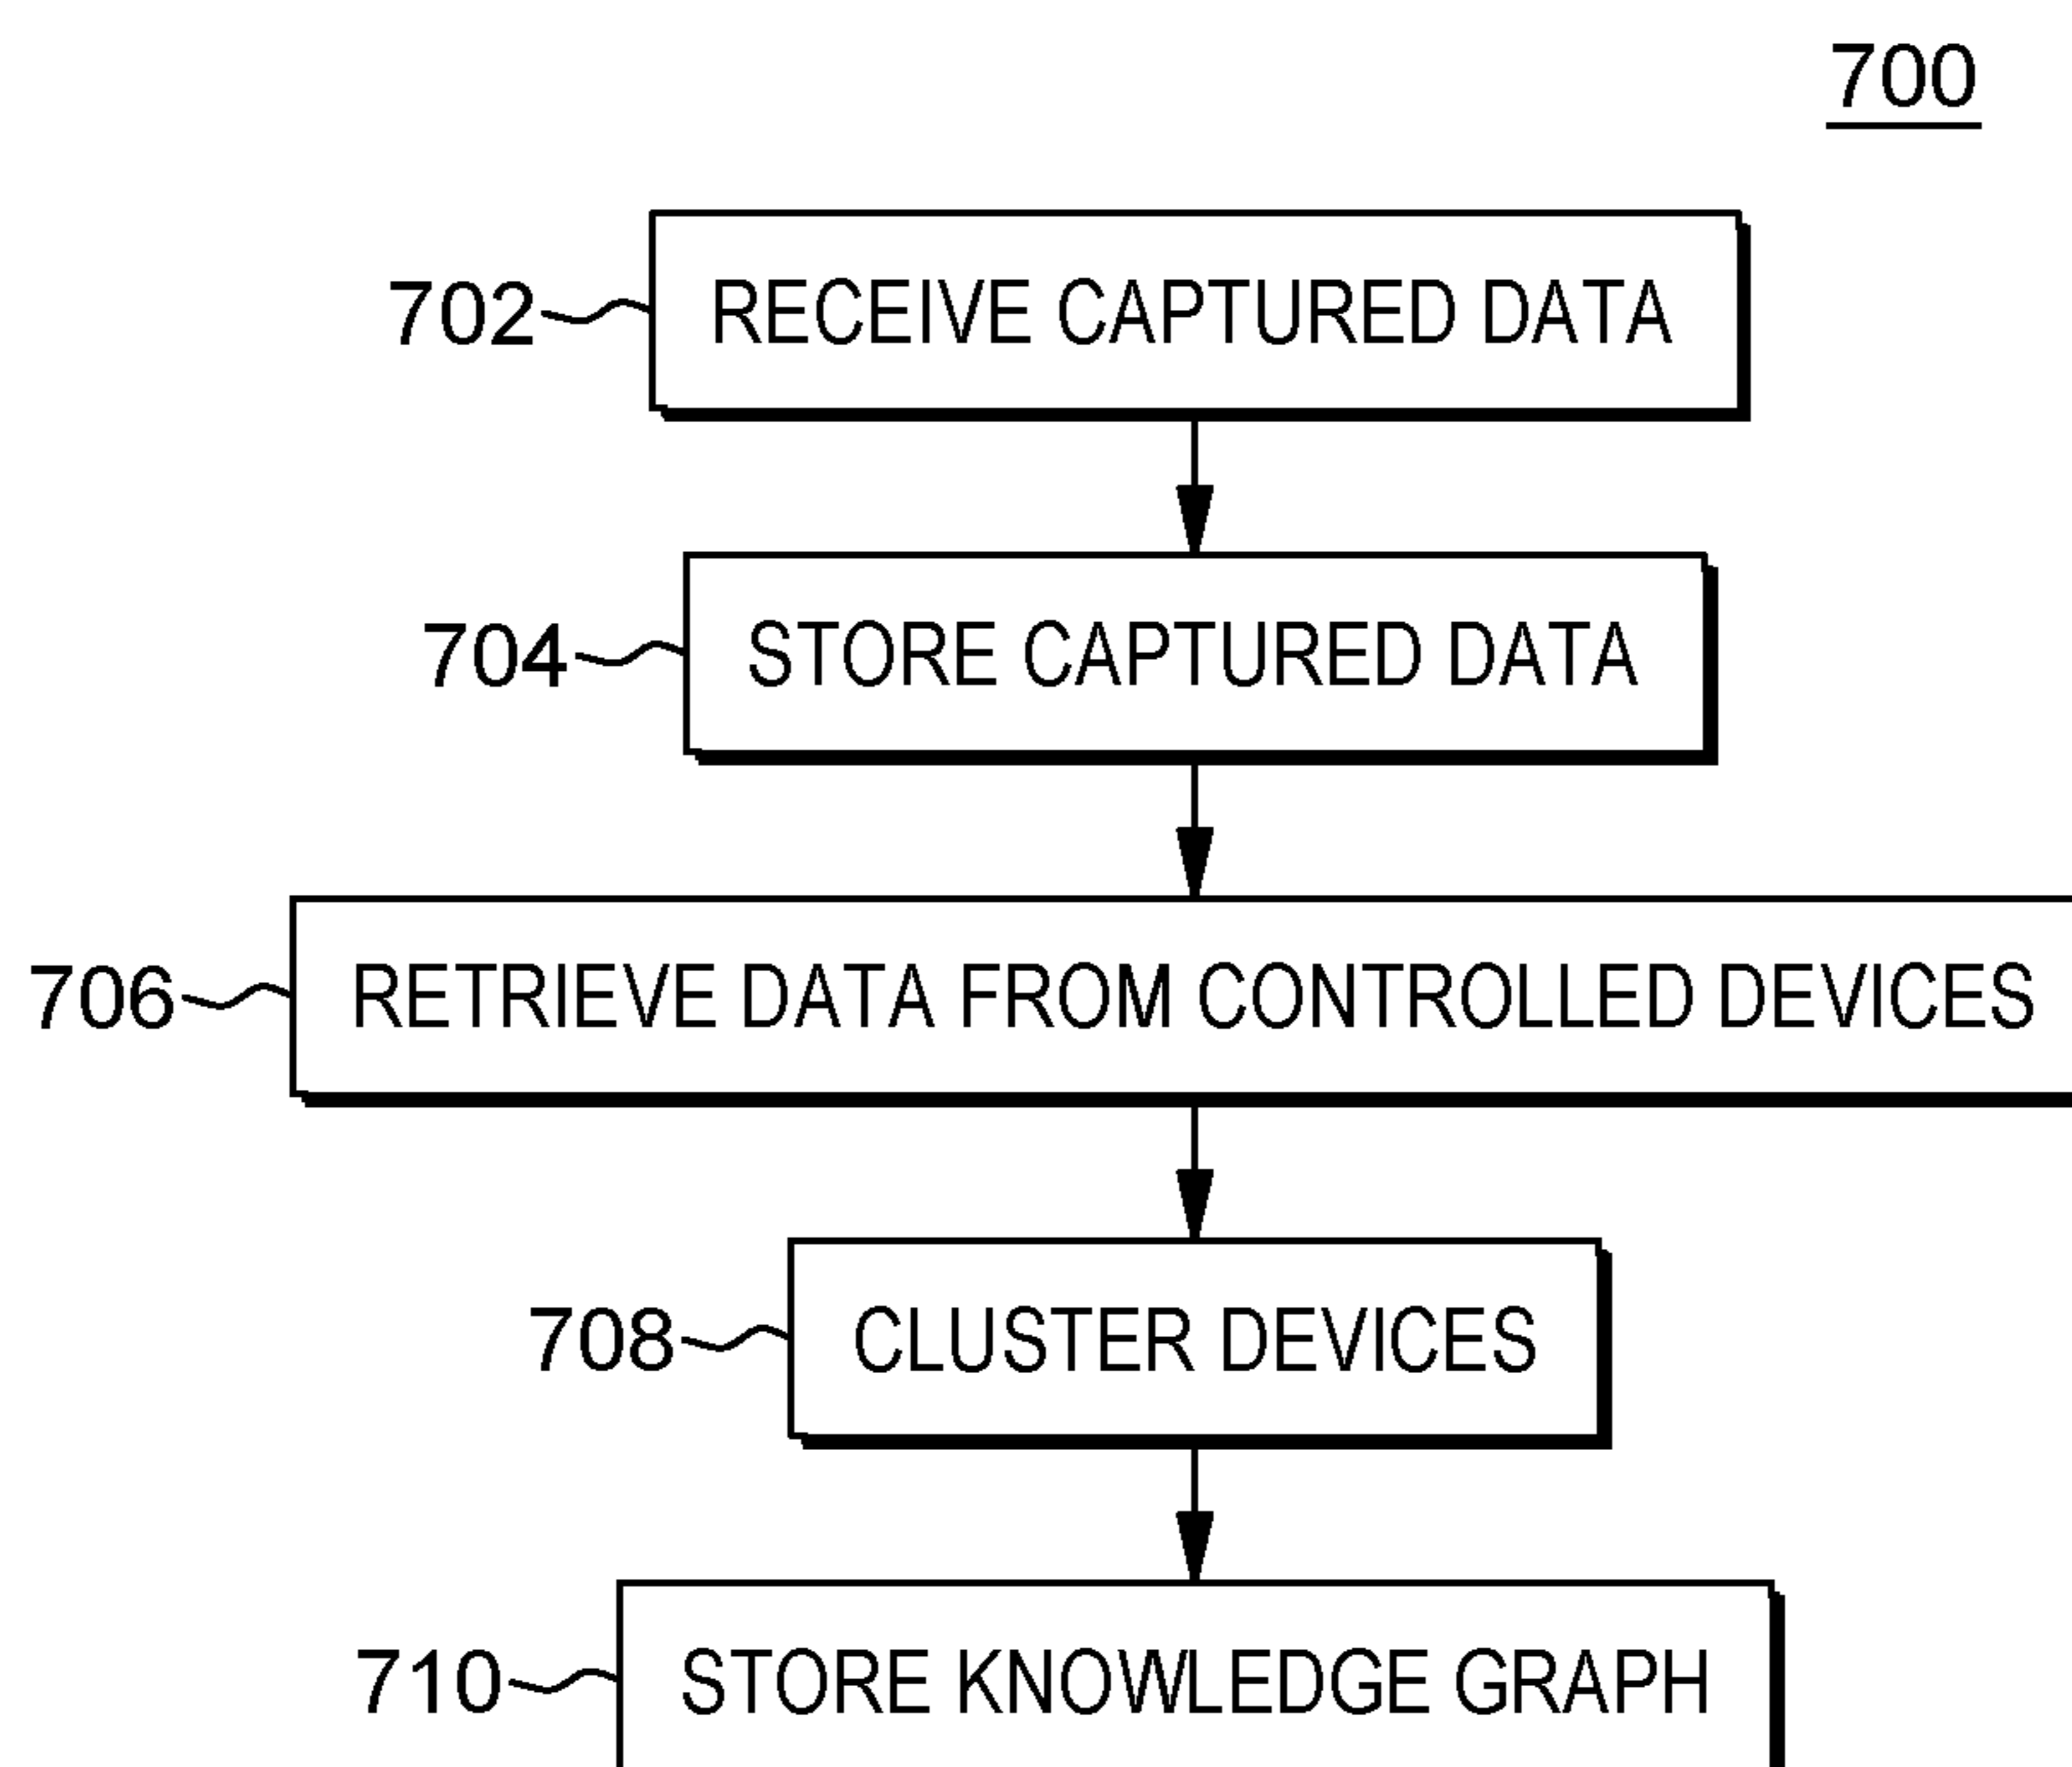 700
702 RECEIVE CAPTURED DATA
704 STORE CAPTURED DATA
706 RETRIEVE DATA FROM CONTROLLED DEVICES
708 CLUSTER DEVICES
710 STORE KNOWLEDGE GRAPH